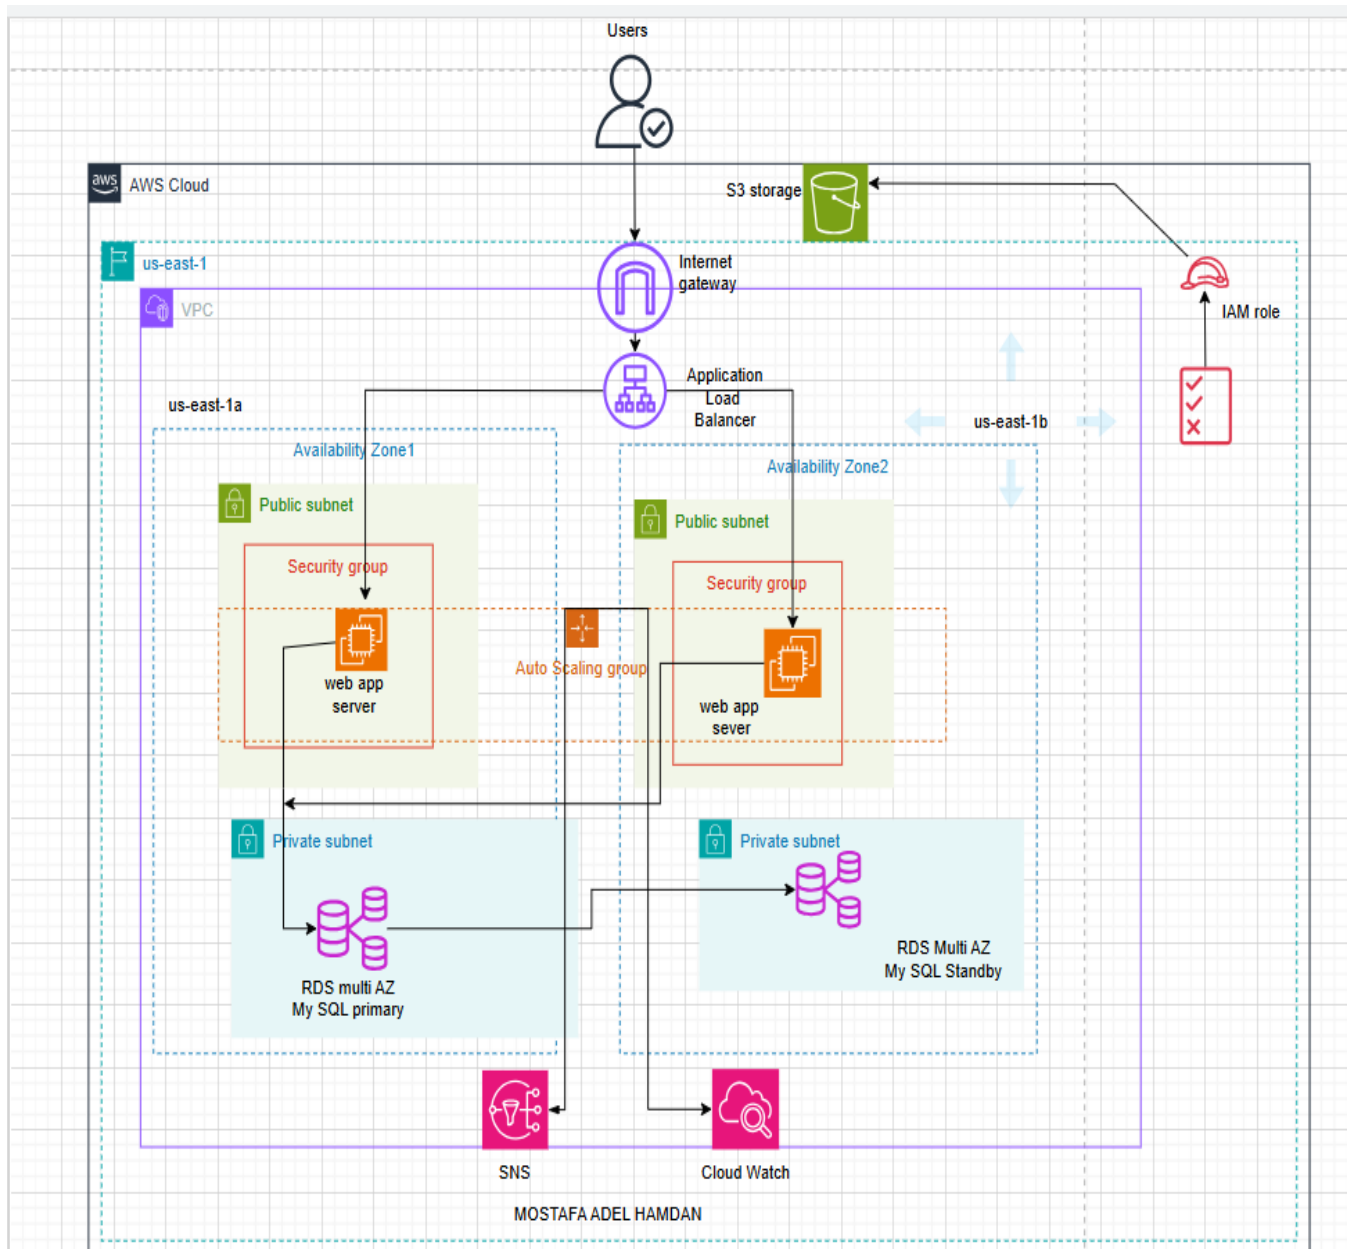 Users
aws
AWS Cloud
S3 storage
us-east-1
Internet
gateway
VPC
IAM role
Application
Load
Balancer
us-east-1a
us-east-1b
Availability Zone1
Availability Zone2
Public subnet
Public subnet
Security group
Security group
Auto Scaling group
web app
server
web app
sever
Private subnet
Private subnet
RDS multi AZ
My SQL primary
RDS Multi AZ
My SQL Standby
SNS
Cloud Watch
MOSTAFA ADEL HAMDAN